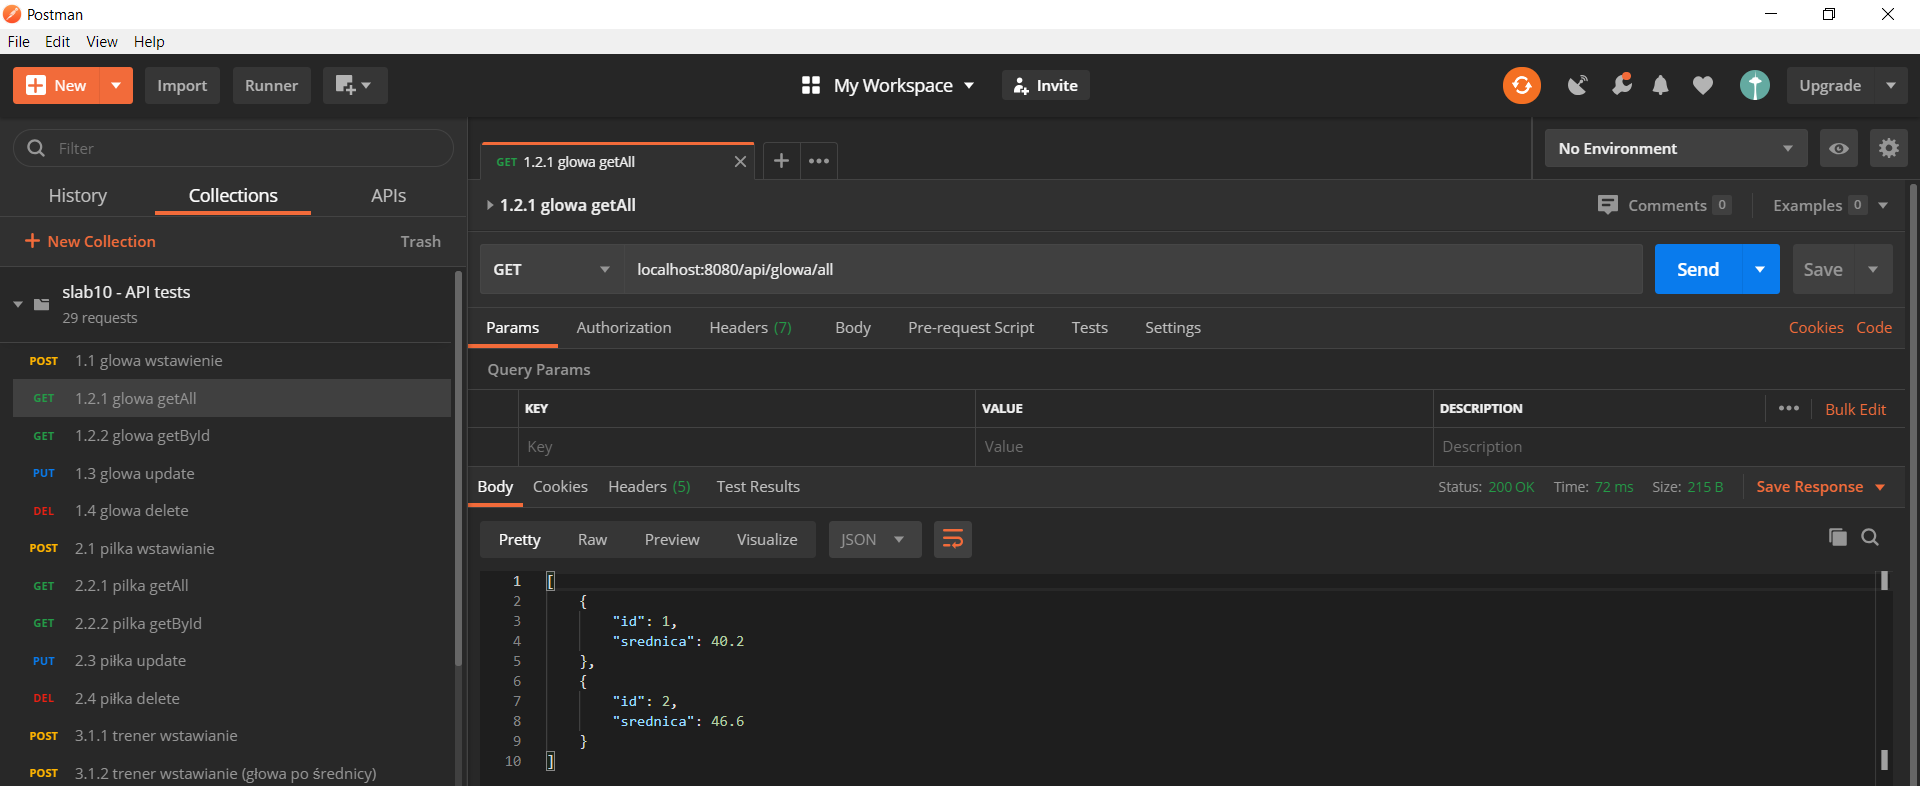 Postman
File Edit View Help
New Import Runner My Workspace Invite Upgrade
Filter
History Collections APIs
New Collection Trash
slab10 - API tests
29 requests
POST 1.1 glowa wstawienie
GET 1.2.1 glowa getAll
GET 1.2.2 glowa getById
PUT 1.3 glowa update
DEL 1.4 glowa delete
POST 2.1 pilka wstawianie
GET 2.2.1 pilka getAll
GET 2.2.2 pilka getById
PUT 2.3 piłka update
DEL 2.4 piłka delete
POST 3.1.1 trener wstawianie
POST 3.1.2 trener wstawianie (głowa po średnicy)
GET 1.2.1 glowa getAll
No Environment
1.2.1 glowa getAll Comments 0 Examples 0
GET localhost:8080/api/glowa/all Send Save
Params Authorization Headers (7) Body Pre-request Script Tests Settings Cookies Code
Query Params
KEY VALUE DESCRIPTION Bulk Edit
Key Value Description
Body Cookies Headers (5) Test Results Status: 200 OK Time: 72 ms Size: 215 B Save Response
Pretty Raw Preview Visualize JSON
1 [
2 {
3 "id": 1,
4 "srednica": 40.2
5 },
6 {
7 "id": 2,
8 "srednica": 46.6
9 }
10 ]